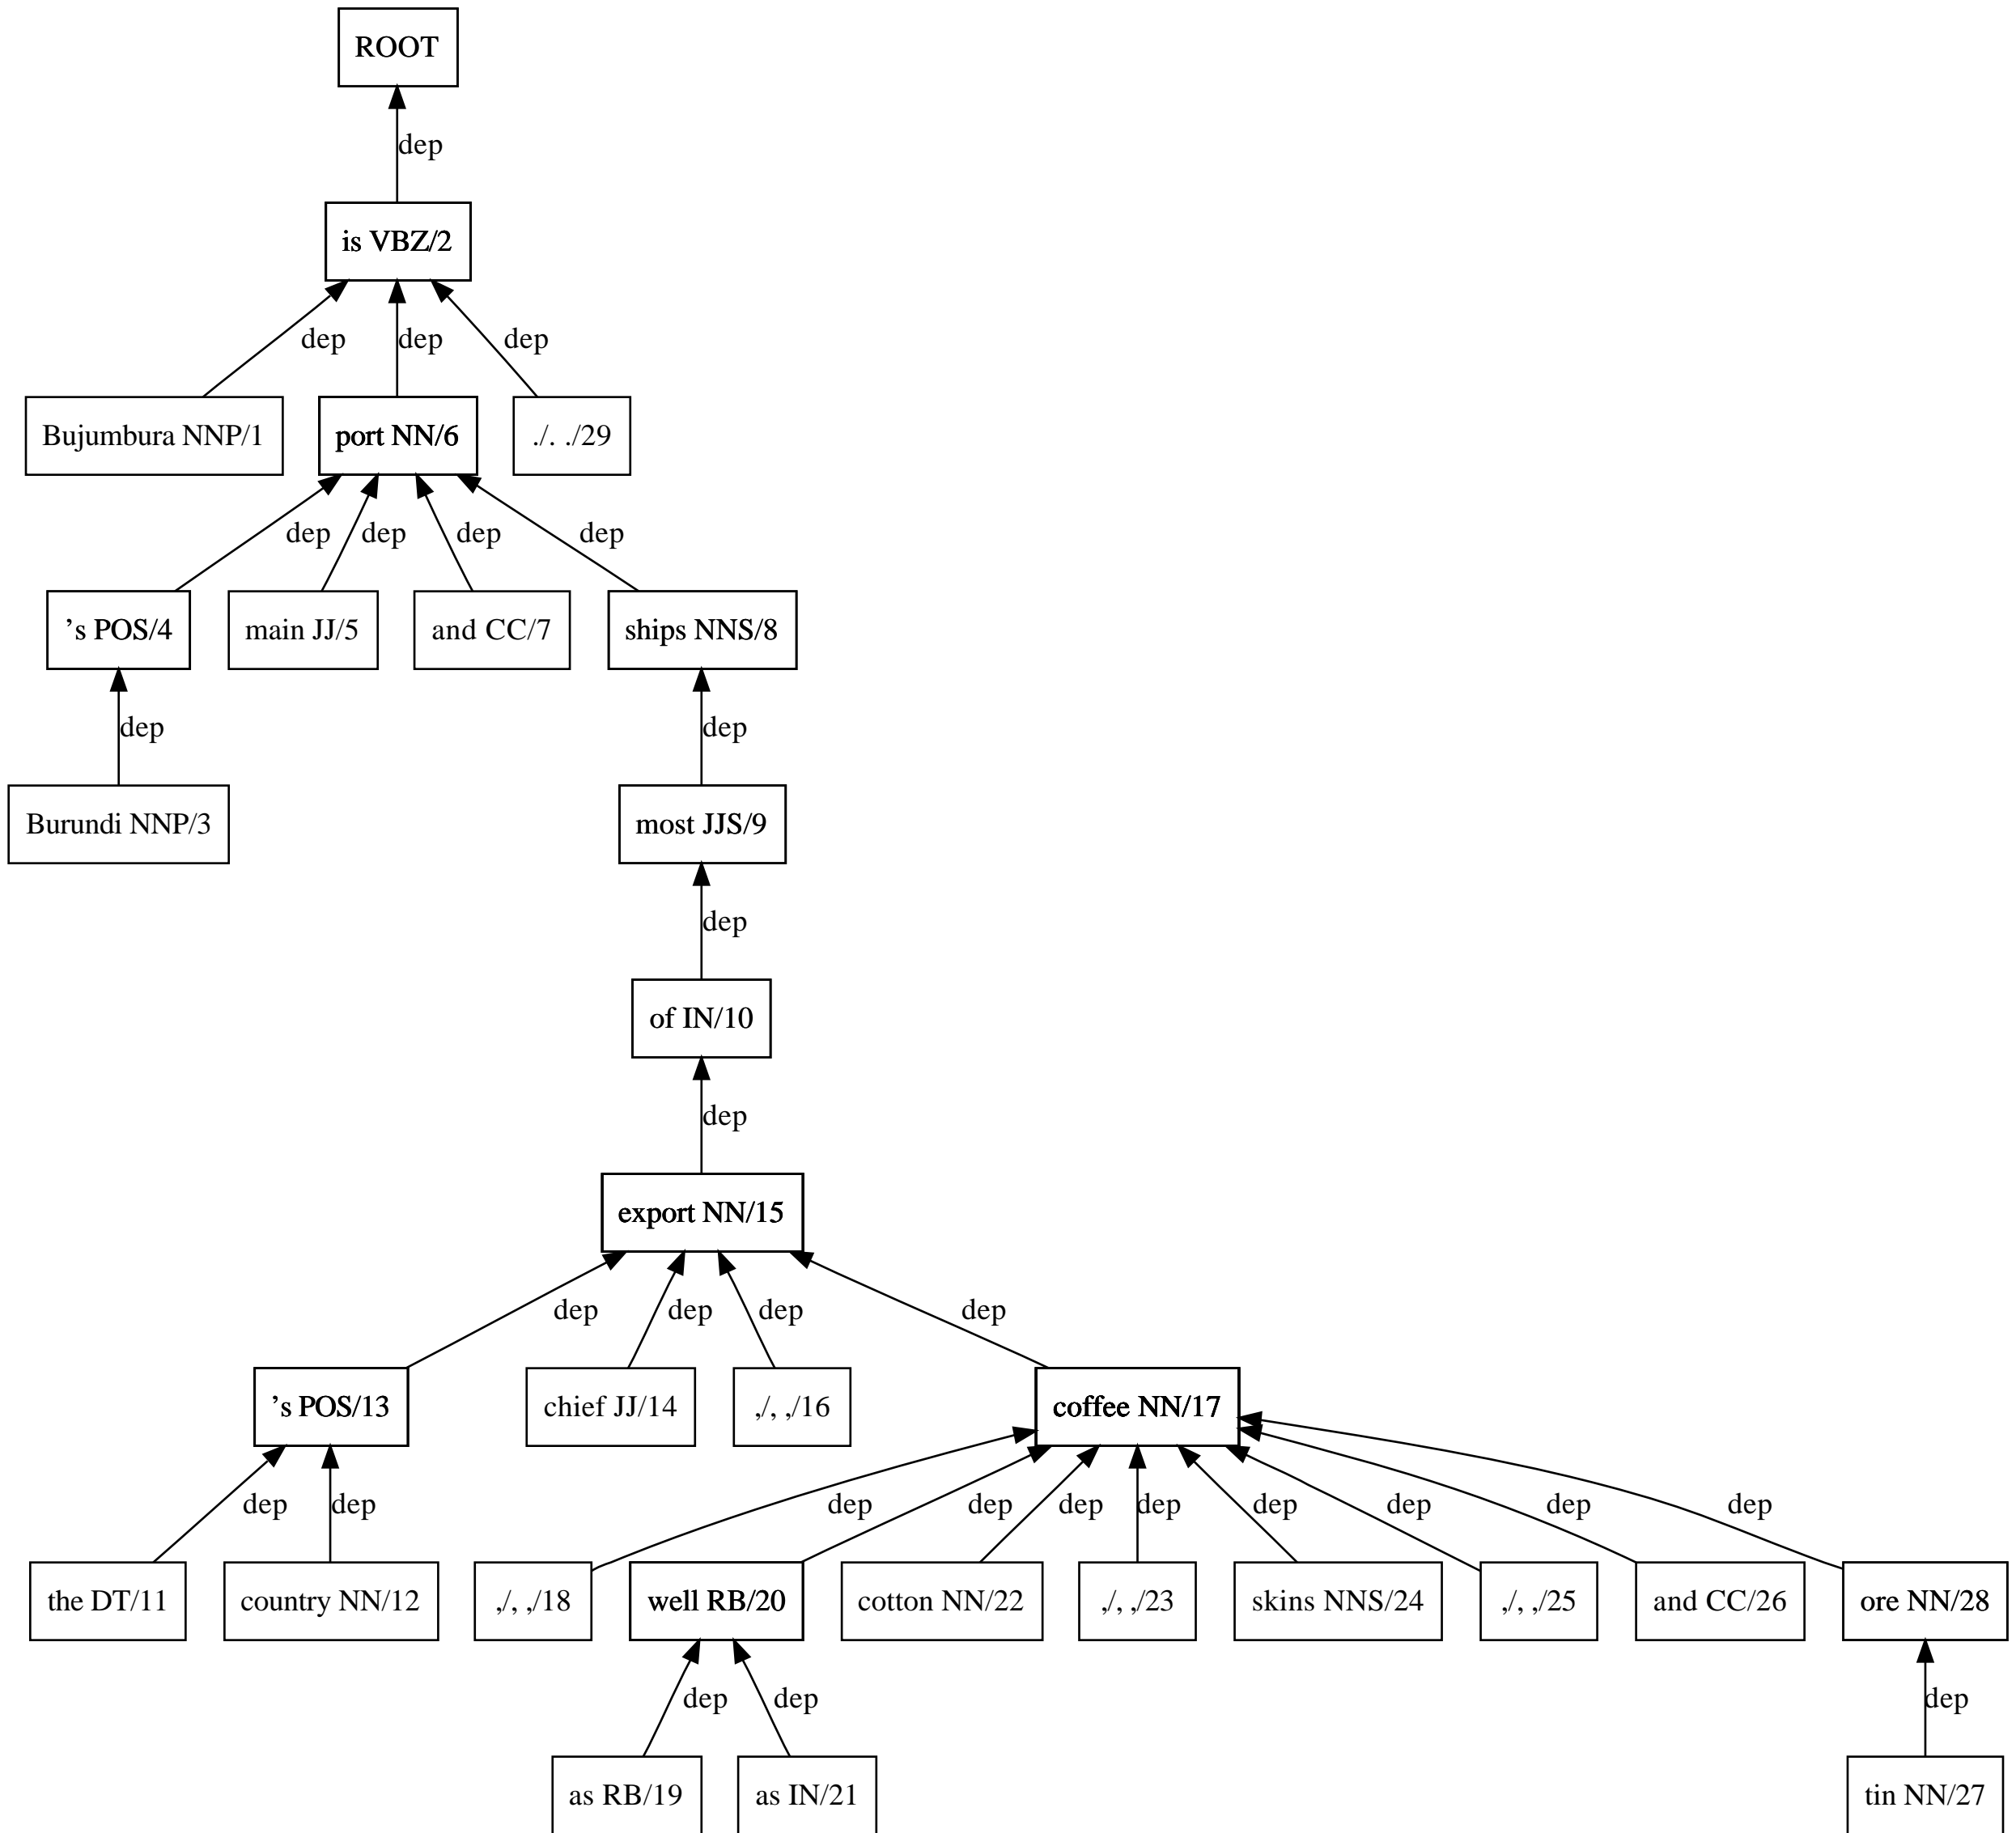 ROOT
dep
is VBZ/2
dep dep dep
Bujumbura NNP/1 port NN/6 ./. ./29
dep dep dep dep
’s POS/4 main JJ/5 and CC/7 ships NNS/8
dep dep
Burundi NNP/3 most JJS/9
dep
of IN/10
dep
export NN/15
dep dep dep dep
’s POS/13 chief JJ/14 ,/, ,/16 coffee NN/17
dep dep dep dep dep dep dep dep dep dep
the DT/11 country NN/12 ,/, ,/18 well RB/20 cotton NN/22 ,/, ,/23 skins NNS/24 ,/, ,/25 and CC/26 ore NN/28
dep dep dep
as RB/19 as IN/21 tin NN/27